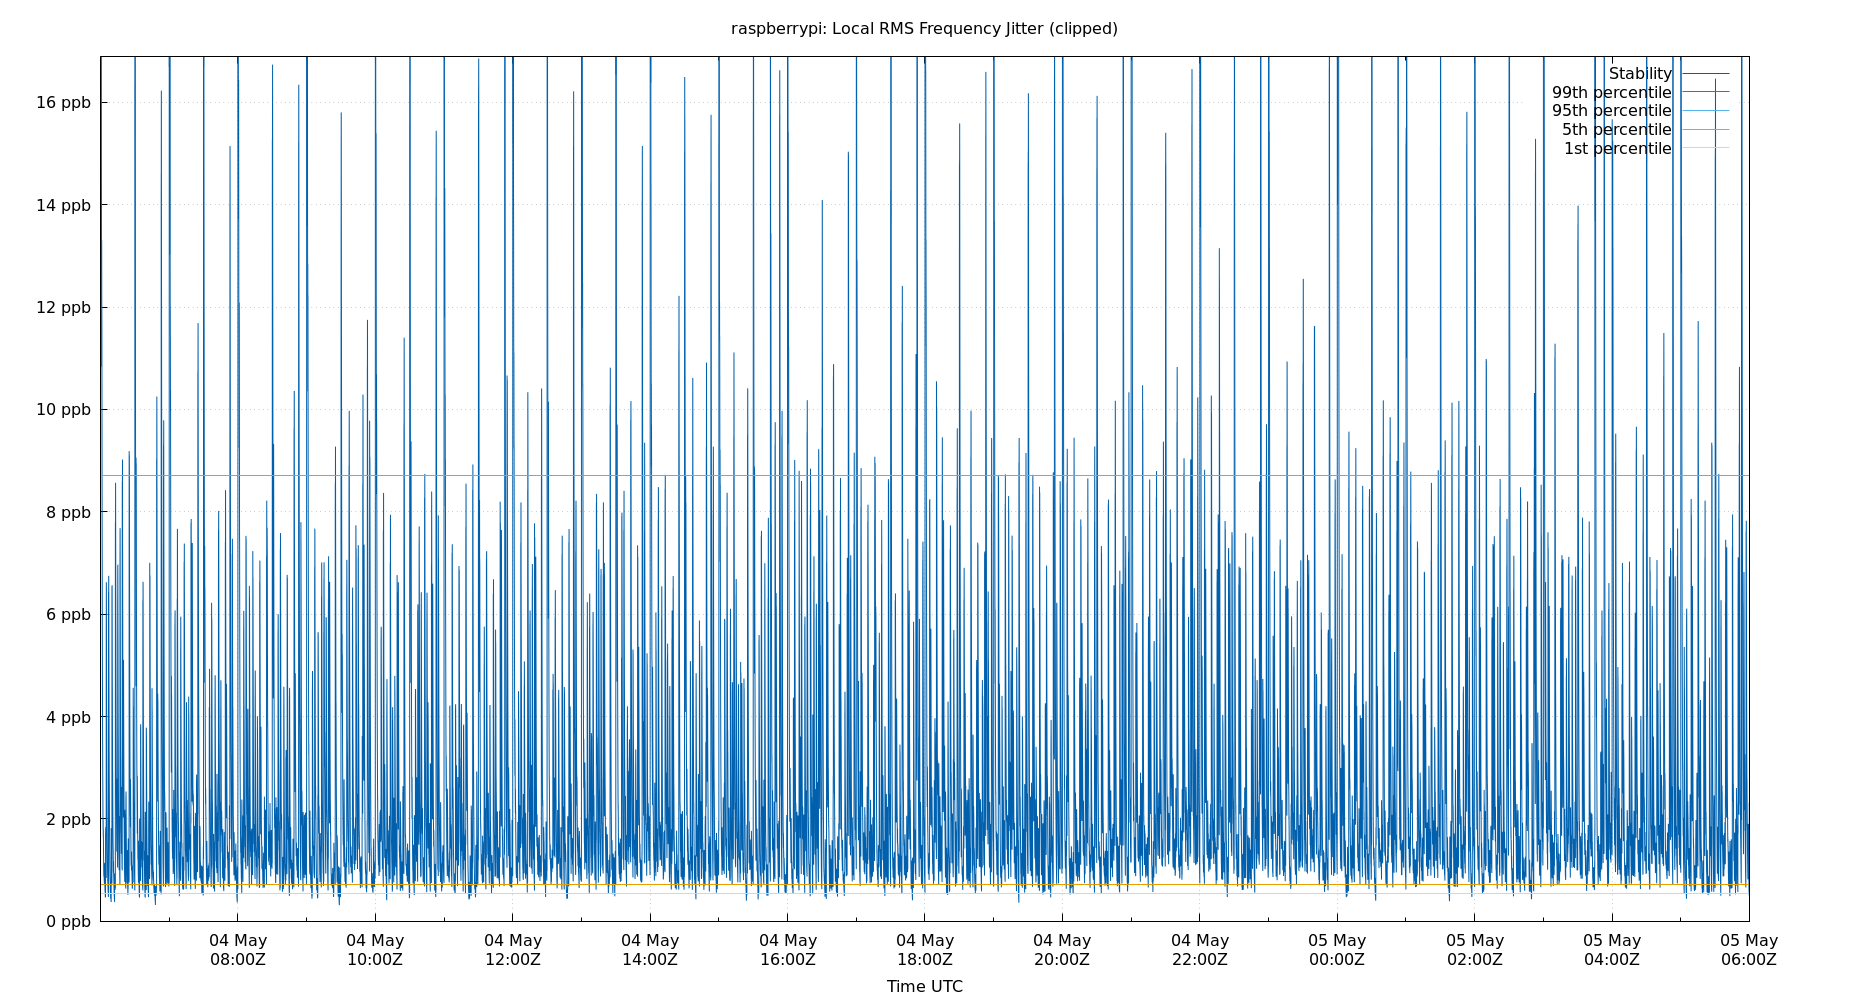 raspberrypi: Local RMS Frequency Jitter (clipped)
Stability
99th percentile
95th percentile
5th percentile
1st percentile
16 ppb
14 ppb
12 ppb
10 ppb
8 ppb
6 ppb
4 ppb
2 ppb
0 ppb
04 May 04 May 04 May 04 May 04 May 04 May 04 May 04 May 05 May 05 May 05 May 05 May
08:00Z 10:00Z 12:00Z 14:00Z 16:00Z 18:00Z 20:00Z 22:00Z 00:00Z 02:00Z 04:00Z 06:00Z
Time UTC